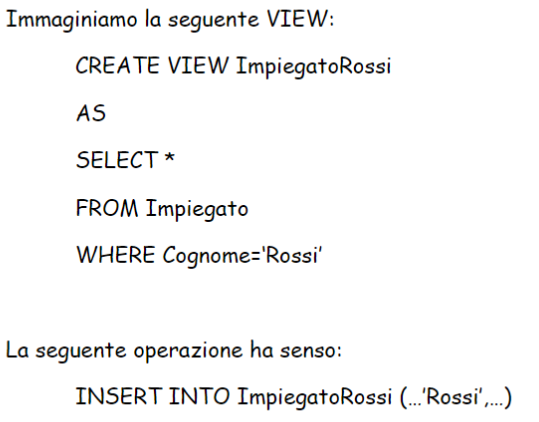 Immaginiamo la seguente VIEW:
CREATE VIEW ImpiegatoRossi
AS
SELECT *
FROM Impiegato
WHERE Cognome='Rossi'
La seguente operazione ha senso:
INSERT INTO ImpiegatoRossi (…'Rossi',…)